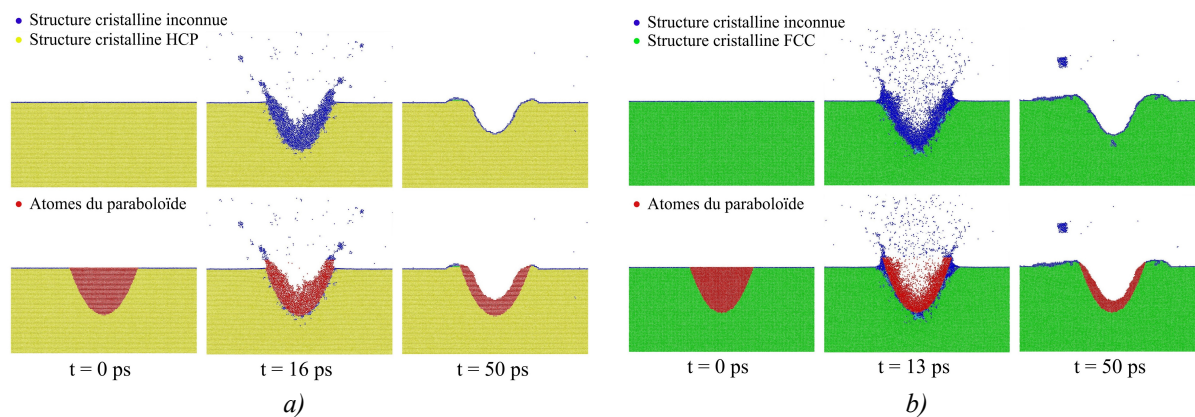 ● Structure cristalline inconnue
● Structure cristalline HCP
● Atomes du paraboloïde
t = 0 ps
t = 16 ps
t = 50 ps
a)
● Structure cristalline inconnue
● Structure cristalline FCC
● Atomes du paraboloïde
t = 0 ps
t = 13 ps
t = 50 ps
b)